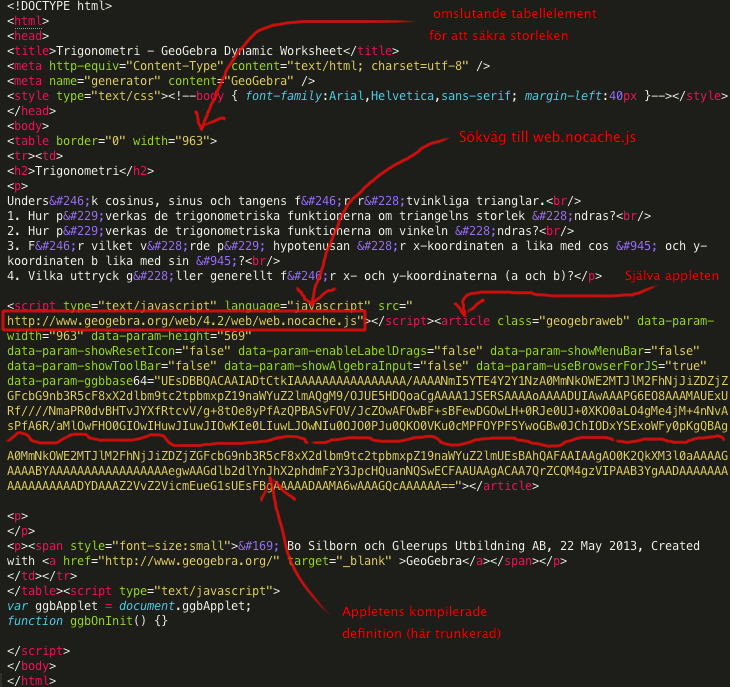 <!DOCTYPE html>
<html>
<head>
<title>Trigonometri - GeoGebra Dynamic Worksheet</title>
<meta http-equiv="Content-Type" content="text/html; charset=utf-8" />
<meta name="generator" content="GeoGebra" />
<style type="text/css"><!--body { font-family:Arial,Helvetica,sans-serif; margin-left:40px }--></style>
</head>
<body>
<table border="0" width="963">
<tr><td>
<h2>Trigonometri</h2>
<p>
Unders&#246;k cosinus, sinus och tangens f&#246;r r&#228;tvinkliga trianglar.<br/>
1. Hur p&#229;verkas de trigonometriska funktionerna om triangelns storlek &#228;ndras?<br/>
2. Hur p&#229;verkas de trigonometriska funktionerna om vinkeln &#228;ndras?<br/>
3. F&#246;r vilket v&#228;rde p&#229; hypotenusan &#228;r x-koordinaten a lika med cos &#945; och y-
koordinaten b lika med sin &#945;?<br/>
4. Vilka uttryck g&#228;ller generellt f&#246;r x- och y-koordinaterna (a och b)?</p>
<script type="text/javascript" language="javascript" src="
http://www.geogebra.org/web/4.2/web/web.nocache.js"></script><article class="geogebraweb" data-param-
width="963" data-param-height="569"
data-param-showResetIcon="false" data-param-enableLabelDrags="false" data-param-showMenuBar="false"
data-param-showToolBar="false" data-param-showAlgebraInput="false" data-param-useBrowserForJS="true"
data-param-ggbbase64="UEsDBBQACAAIADtCtkIAAAAAAAAAAAAAAAAWAAAAZ2VvZ2VicmFf
<p>
</p>
<p><span style="font-size:small">&#169; Bo Silborn och Gleerups Utbildning AB, 22 May 2013, Created
with <a href="http://www.geogebra.org/" target="_blank" >GeoGebra</a></span></p>
</td></tr>
</table><script type="text/javascript">
var ggbApplet = document.ggbApplet;
function ggbOnInit() {}
</script>
</body>
</html>
omslutande tabellelement
för att säkra storleken
Sökväg till web.nocache.js
Själva appleten
Appletens kompilerade
definition (här trunkerad)